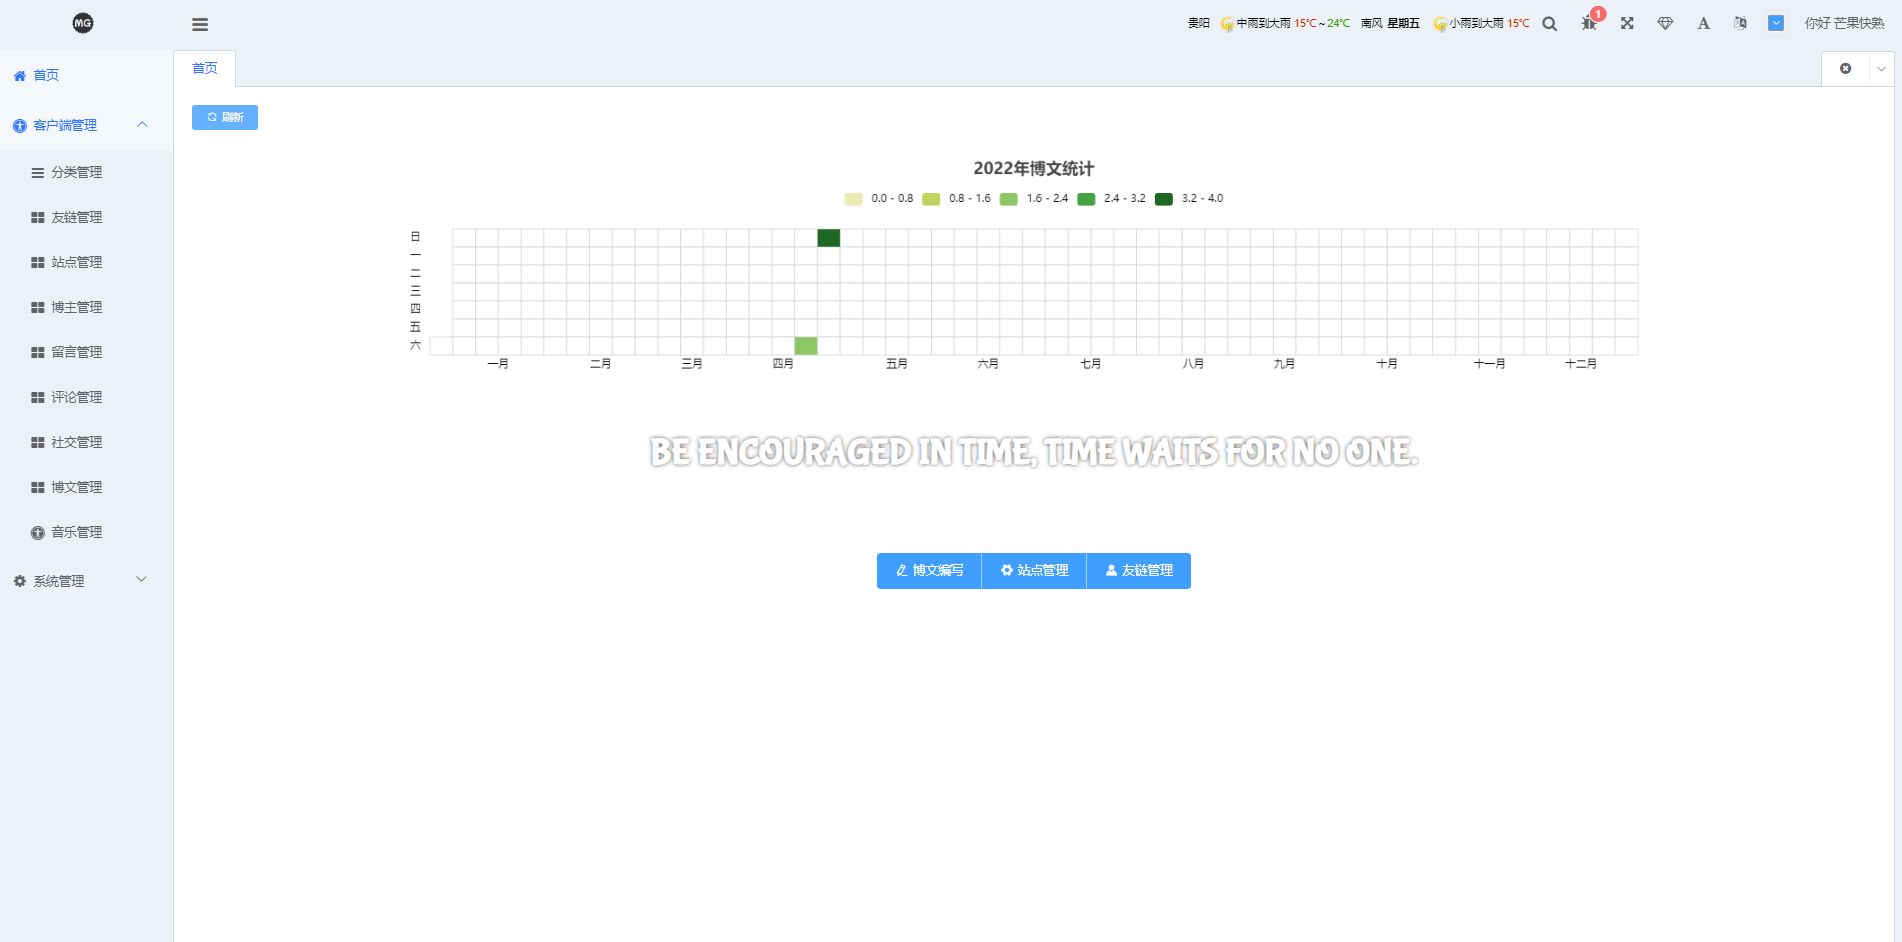 MG
贵阳 中雨到大雨 15℃~24℃ 南风 星期五 小雨到大雨 15℃
1
你好 芒果快熟
首页
客户端管理
分类管理
友链管理
站点管理
博主管理
留言管理
评论管理
社交管理
博文管理
音乐管理
系统管理
首页
刷新
2022年博文统计
0.0 - 0.8 0.8 - 1.6 1.6 - 2.4 2.4 - 3.2 3.2 - 4.0
日
一
二
三
四
五
六
一月 二月 三月 四月 五月 六月 七月 八月 九月 十月 十一月 十二月
BE ENCOURAGED IN TIME, TIME WAITS FOR NO ONE.
博文编写 站点管理 友链管理